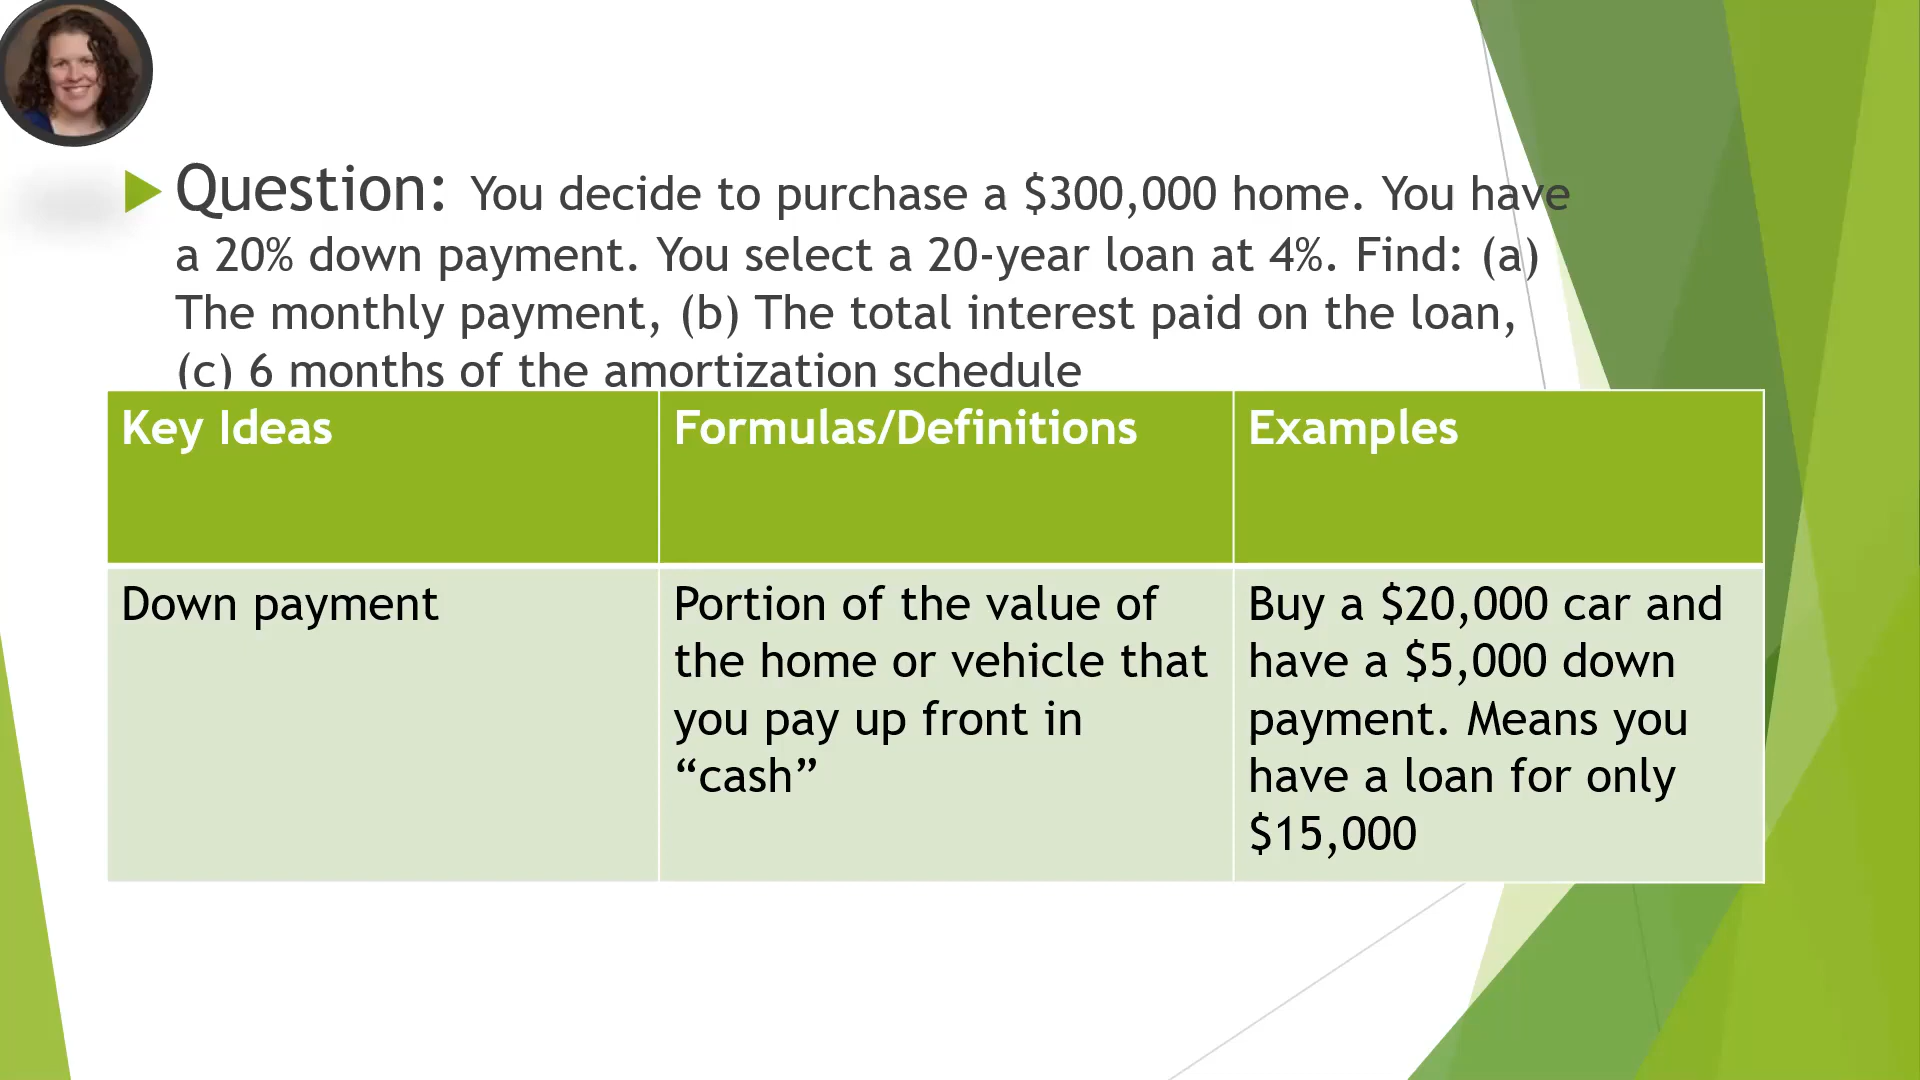 Question: You decide to purchase a $300,000 home. You have
a 20% down payment. You select a 20-year loan at 4%. Find: (a)
The monthly payment, (b) The total interest paid on the loan,
(c) 6 months of the amortization schedule
Key Ideas
Formulas/Definitions
Examples
Down payment
Portion of the value of
the home or vehicle that
you pay up front in
“cash”
Buy a $20,000 car and
have a $5,000 down
payment. Means you
have a loan for only
$15,000